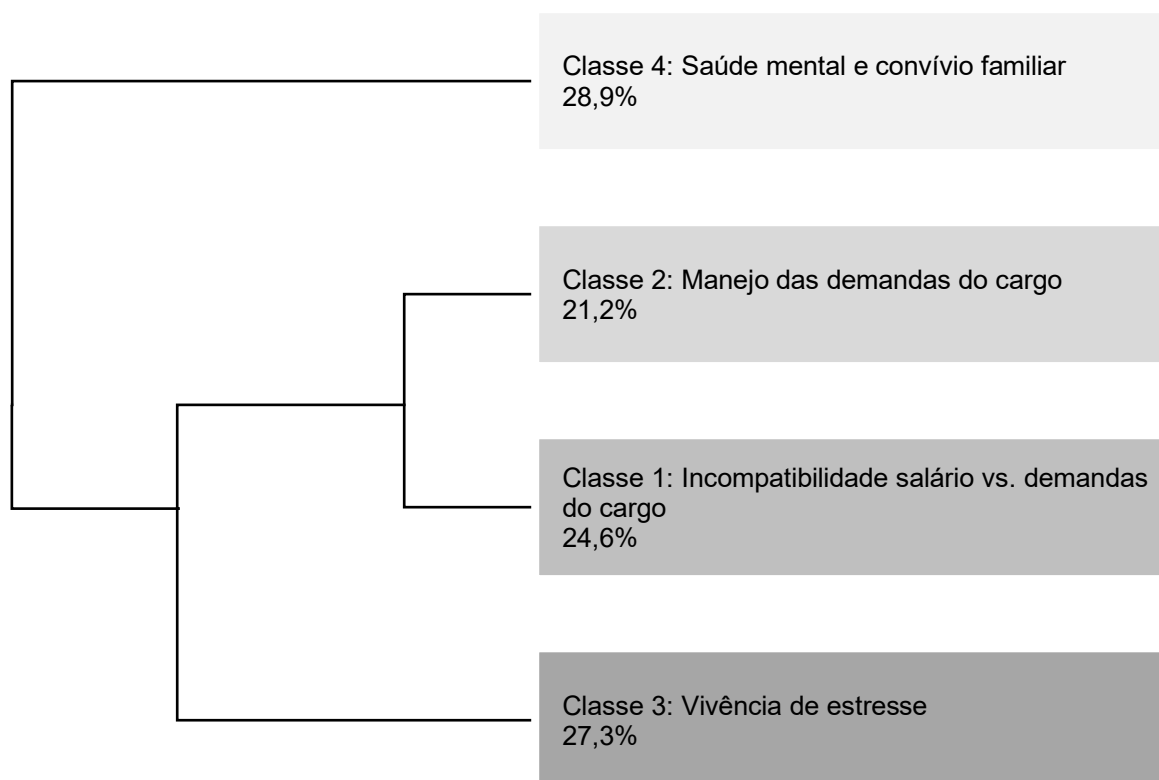 Classe 4: Saúde mental e convívio familiar
28,9%
Classe 2: Manejo das demandas do cargo
21,2%
Classe 1: Incompatibilidade salário vs. demandas
do cargo
24,6%
Classe 3: Vivência de estresse
27,3%